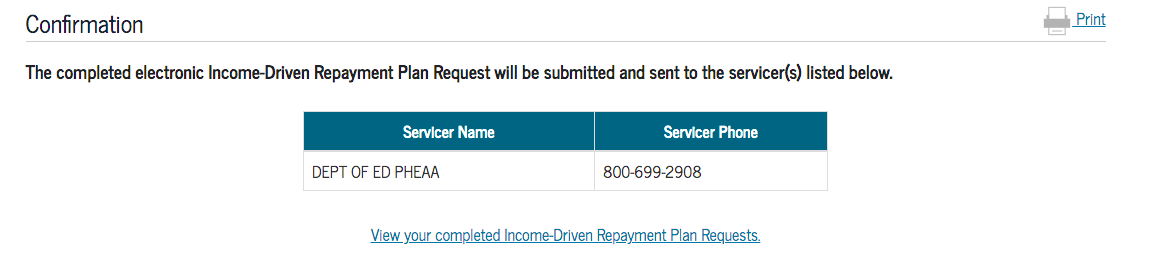 Confirmation
Print
The completed electronic Income-Driven Repayment Plan Request will be submitted and sent to the servicer(s) listed below.
Servicer Name Servicer Phone
DEPT OF ED PHEAA 800-699-2908
View your completed Income-Driven Repayment Plan Requests.